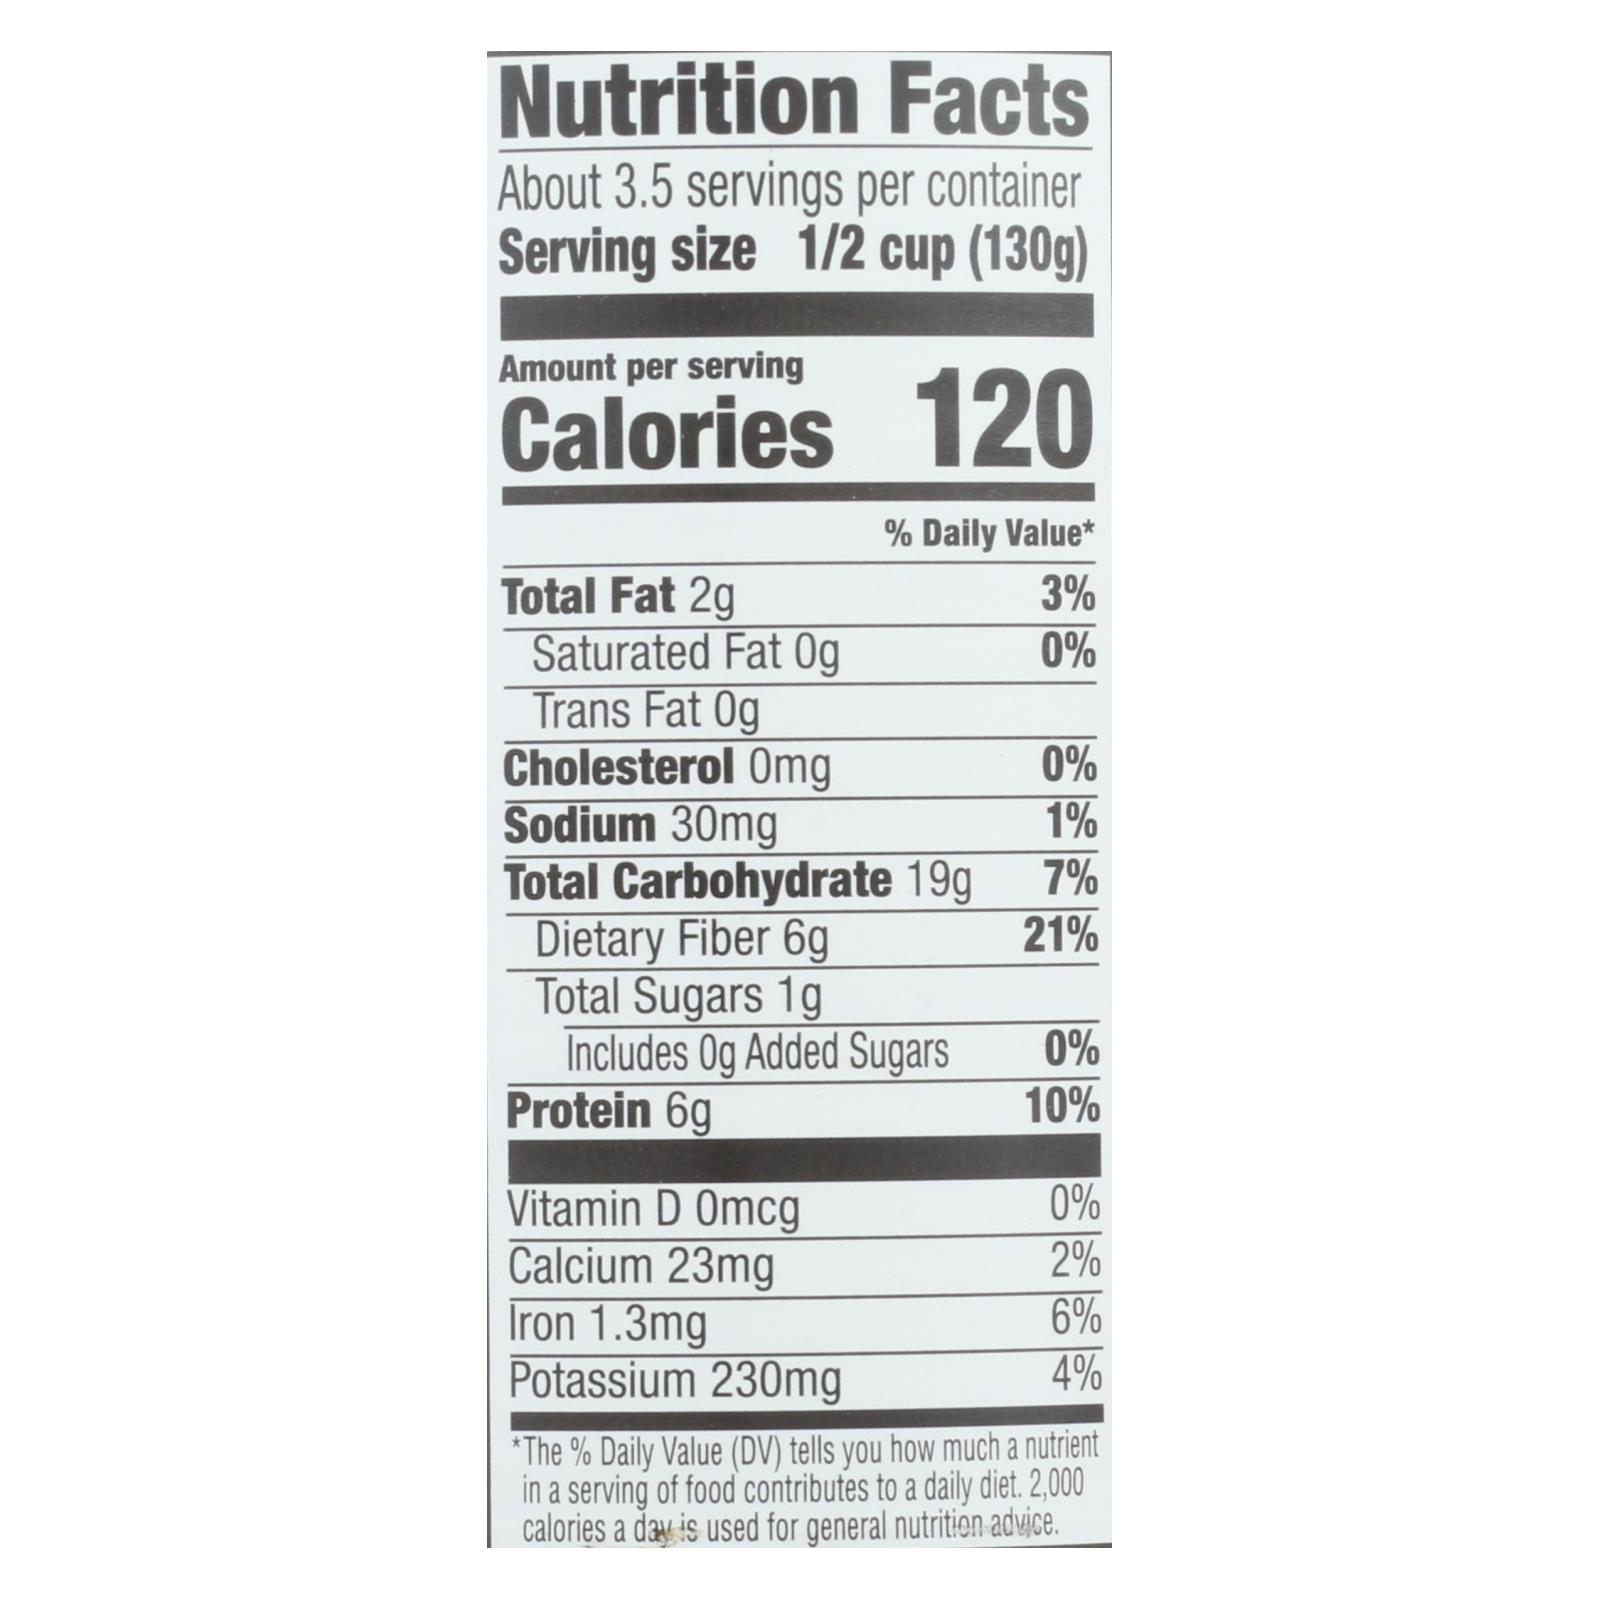 Nutrition Facts
About 3.5 servings per container
Serving size 1/2 cup (130g)
Amount per serving
Calories 120
% Daily Value*
Total Fat 2g 3%
Saturated Fat 0g 0%
Trans Fat 0g
Cholesterol 0mg 0%
Sodium 30mg 1%
Total Carbohydrate 19g 7%
Dietary Fiber 6g 21%
Total Sugars 1g
Includes 0g Added Sugars 0%
Protein 6g 10%
Vitamin D 0mcg 0%
Calcium 23mg 2%
Iron 1.3mg 6%
Potassium 230mg 4%
*The % Daily Value (DV) tells you how much a nutrient
in a serving of food contributes to a daily diet. 2,000
calories a day is used for general nutrition advice.